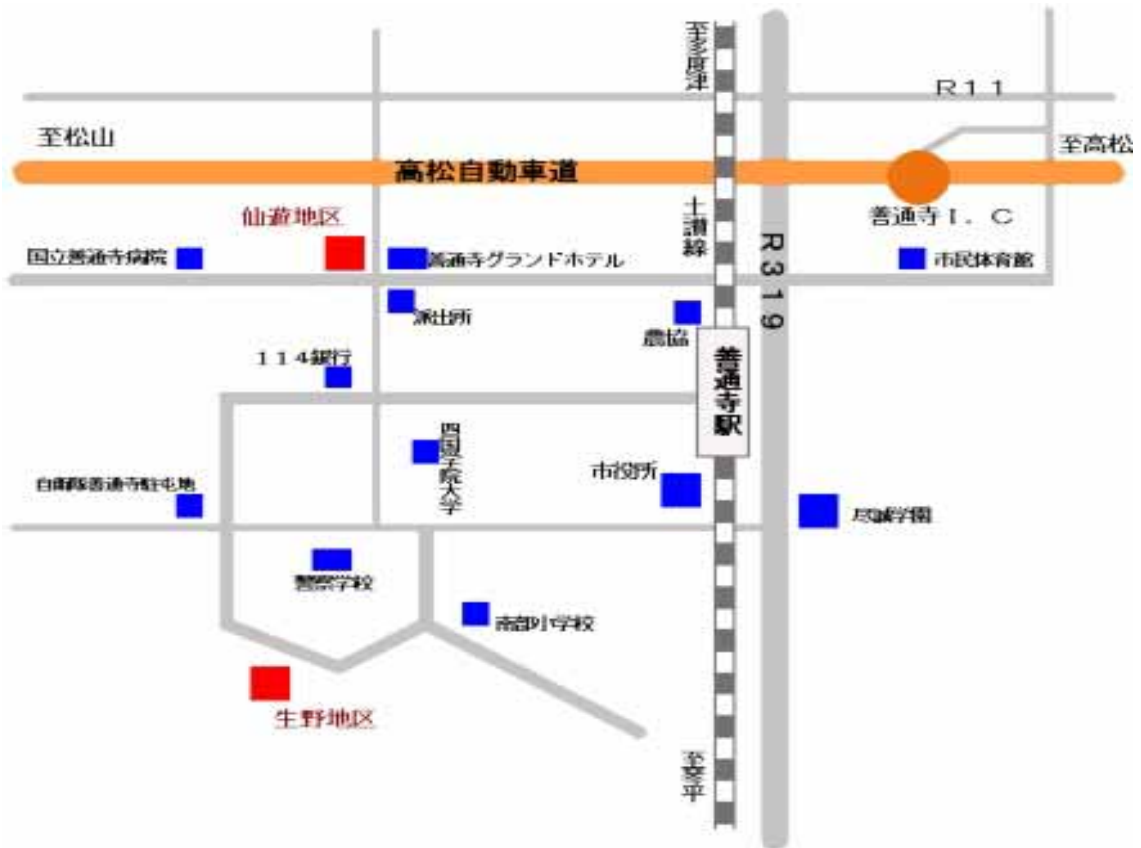 至多度津
R11
至松山
至高松
高松自動車道
土讃線
仙遊地区
善通寺I.C
R319
国立善通寺病院
善通寺グランドホテル
市民体育館
派出所
農協
114銀行
善通寺駅
四国学院大学
市役所
自衛隊善通寺駐屯地
尽誠学園
警察学校
南部小学校
生野地区
至琴平